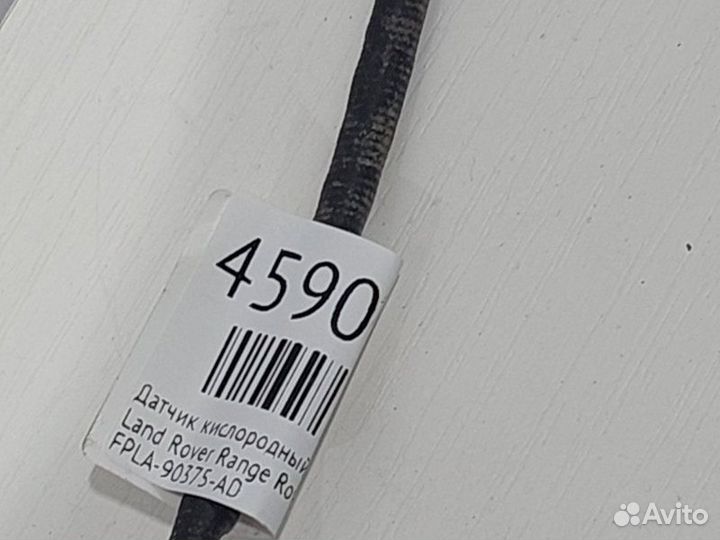 4590
Датчик кислородный
Land Rover Range Ro
FPLA-90375-AD
Avito